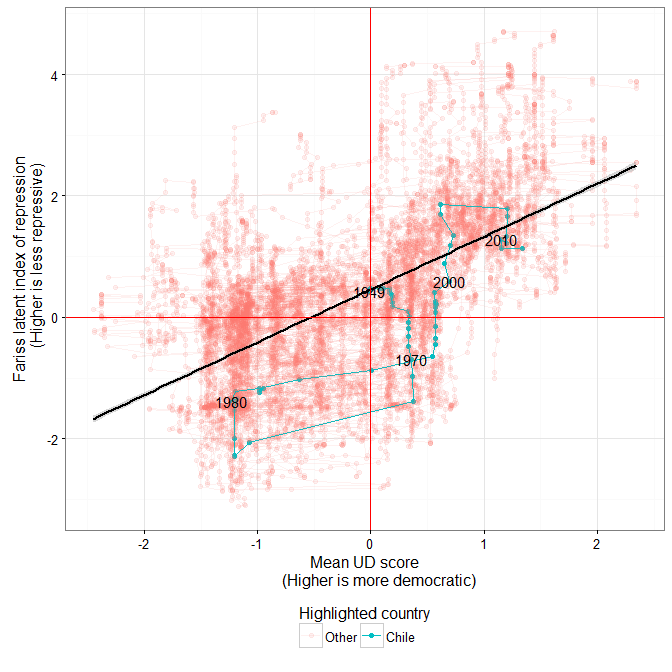 Fariss latent index of repression
(Higher is less repressive)
4
2
0
-2
1949
1970
1980
2000
2010
-2
-1
0
1
2
Mean UD score
(Higher is more democratic)
Highlighted country
Other Chile